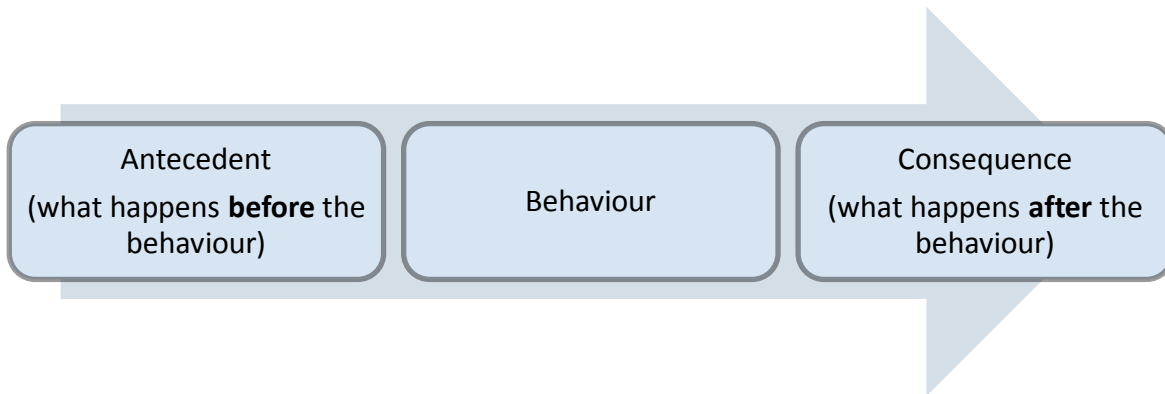 Antecedent
(what happens before the
behaviour)
Behaviour
Consequence
(what happens after the
behaviour)